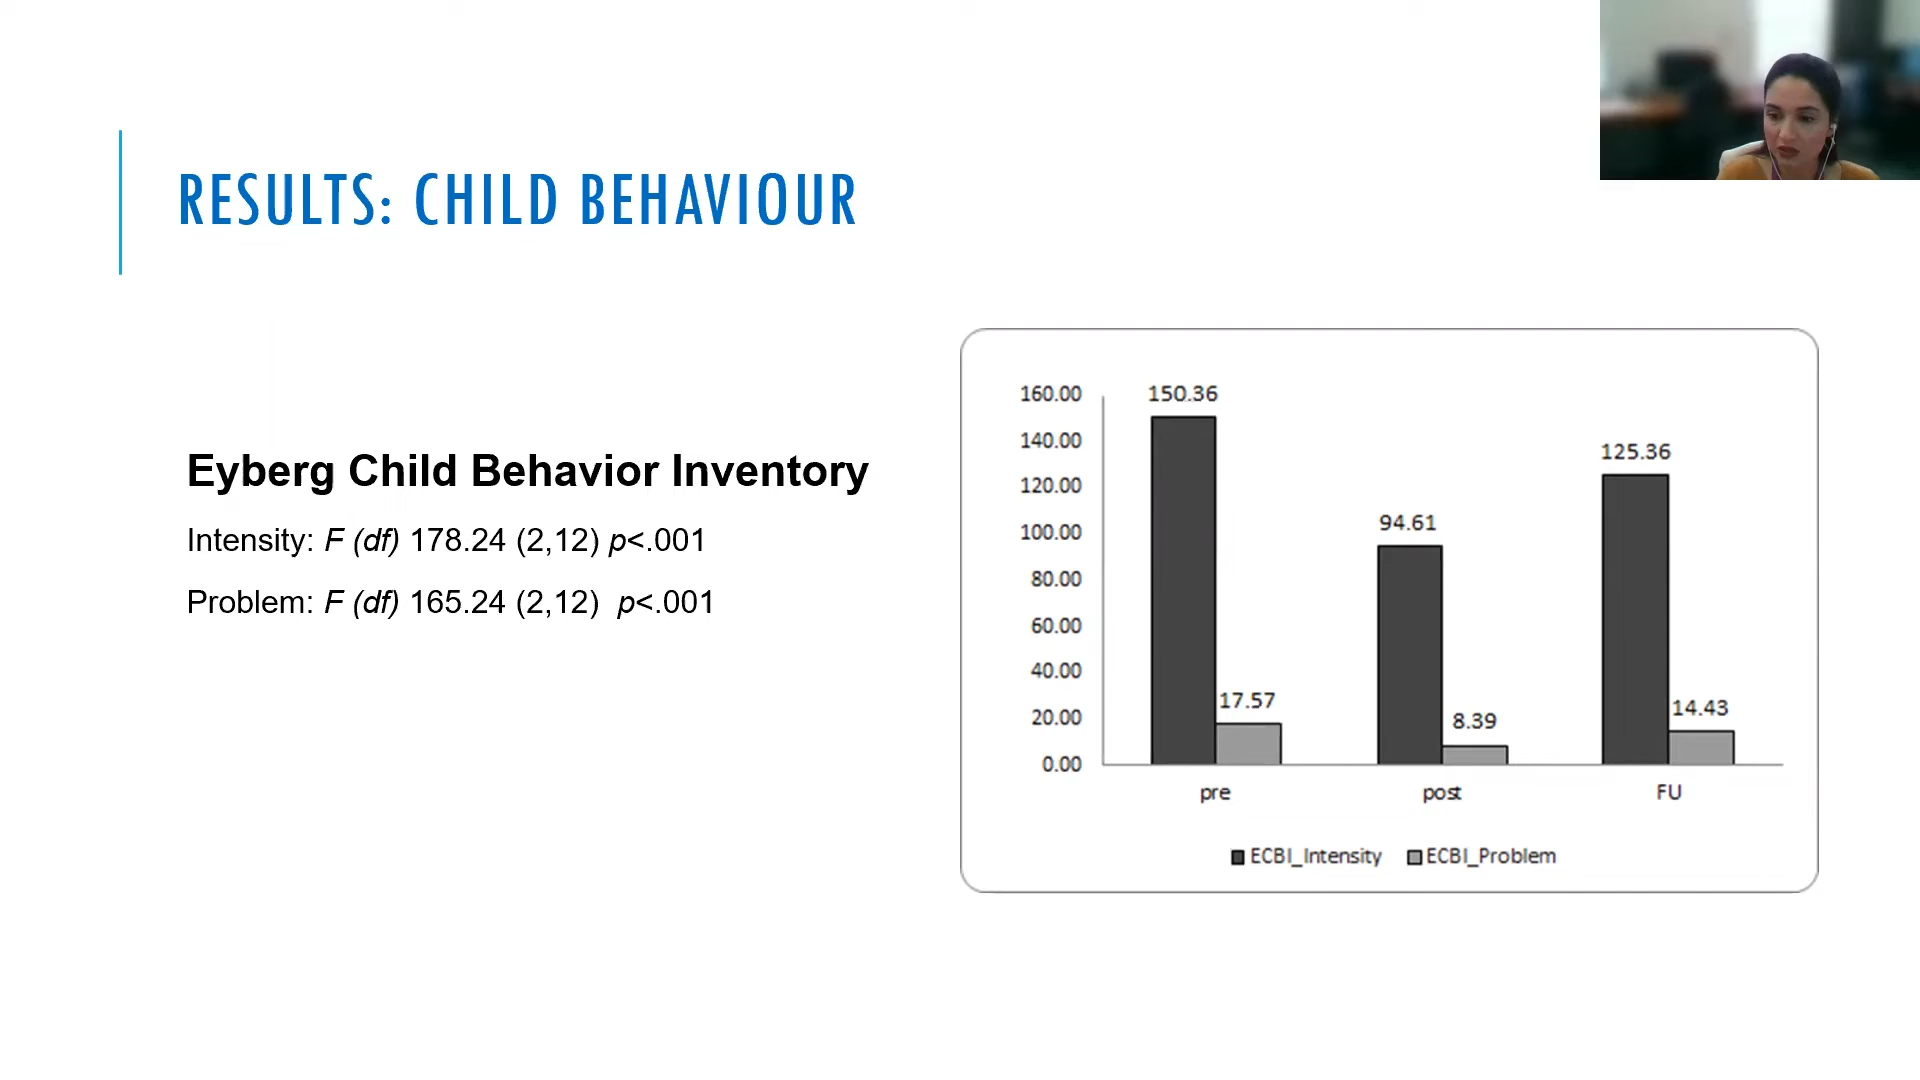 RESULTS: CHILD BEHAVIOUR
Eyberg Child Behavior Inventory
Intensity: F (df) 178.24 (2,12) p<.001
Problem: F (df) 165.24 (2,12) p<.001
160.00
140.00
120.00
100.00
80.00
60.00
40.00
20.00
0.00
150.36
17.57
94.61
8.39
125.36
14.43
pre post FU
ECBI_Intensity ECBI_Problem